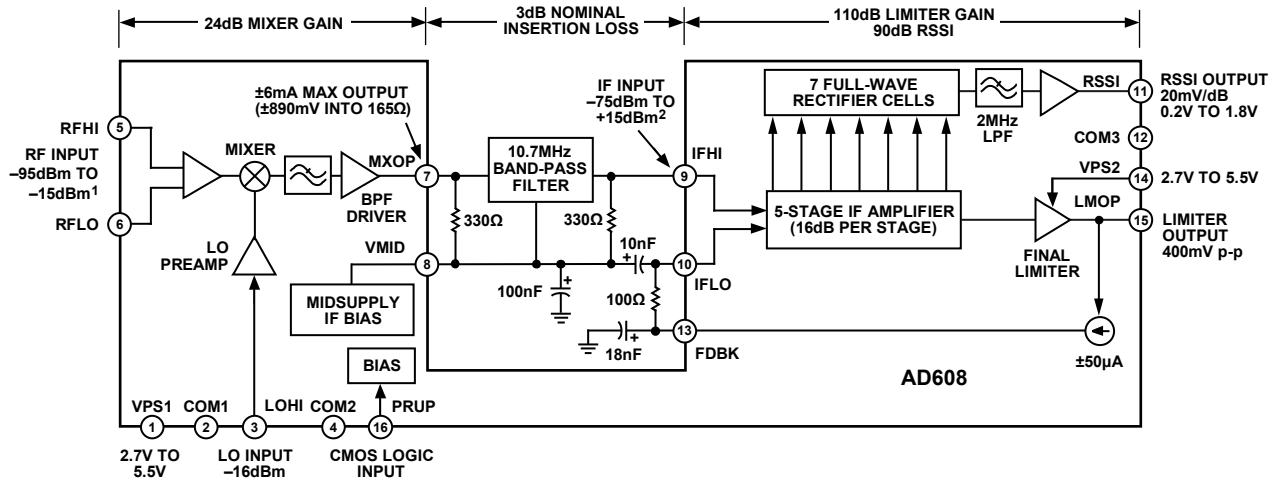 24dB MIXER GAIN
3dB NOMINAL
INSERTION LOSS
110dB LIMITER GAIN
90dB RSSI
±6mA MAX OUTPUT
(±890mV INTO 165Ω)
IF INPUT
–75dBm TO
+15dBm2
7 FULL-WAVE
RECTIFIER CELLS
2MHz
LPF
RSSI
11
RSSI OUTPUT
20mV/dB
0.2V TO 1.8V
COM3
12
RFHI
5
RF INPUT
–95dBm TO
–15dBm1
RFLO
6
MIXER
MXOP
7
BPF
DRIVER
10.7MHz
BAND-PASS
FILTER
IFHI
9
VPS2
14
2.7V TO 5.5V
5-STAGE IF AMPLIFIER
(16dB PER STAGE)
LMOP
15
LIMITER
OUTPUT
400mV p-p
FINAL
LIMITER
330Ω
330Ω
LO
PREAMP
VMID
8
10nF
+
10
IFLO
MIDSUPPLY
IF BIAS
100nF
+
100Ω
18nF
+
13
FDBK
±50µA
BIAS
AD608
VPS1
COM1
LOHI
COM2
PRUP
1
2
3
4
16
2.7V TO
5.5V
LO INPUT
–16dBm
CMOS LOGIC
INPUT